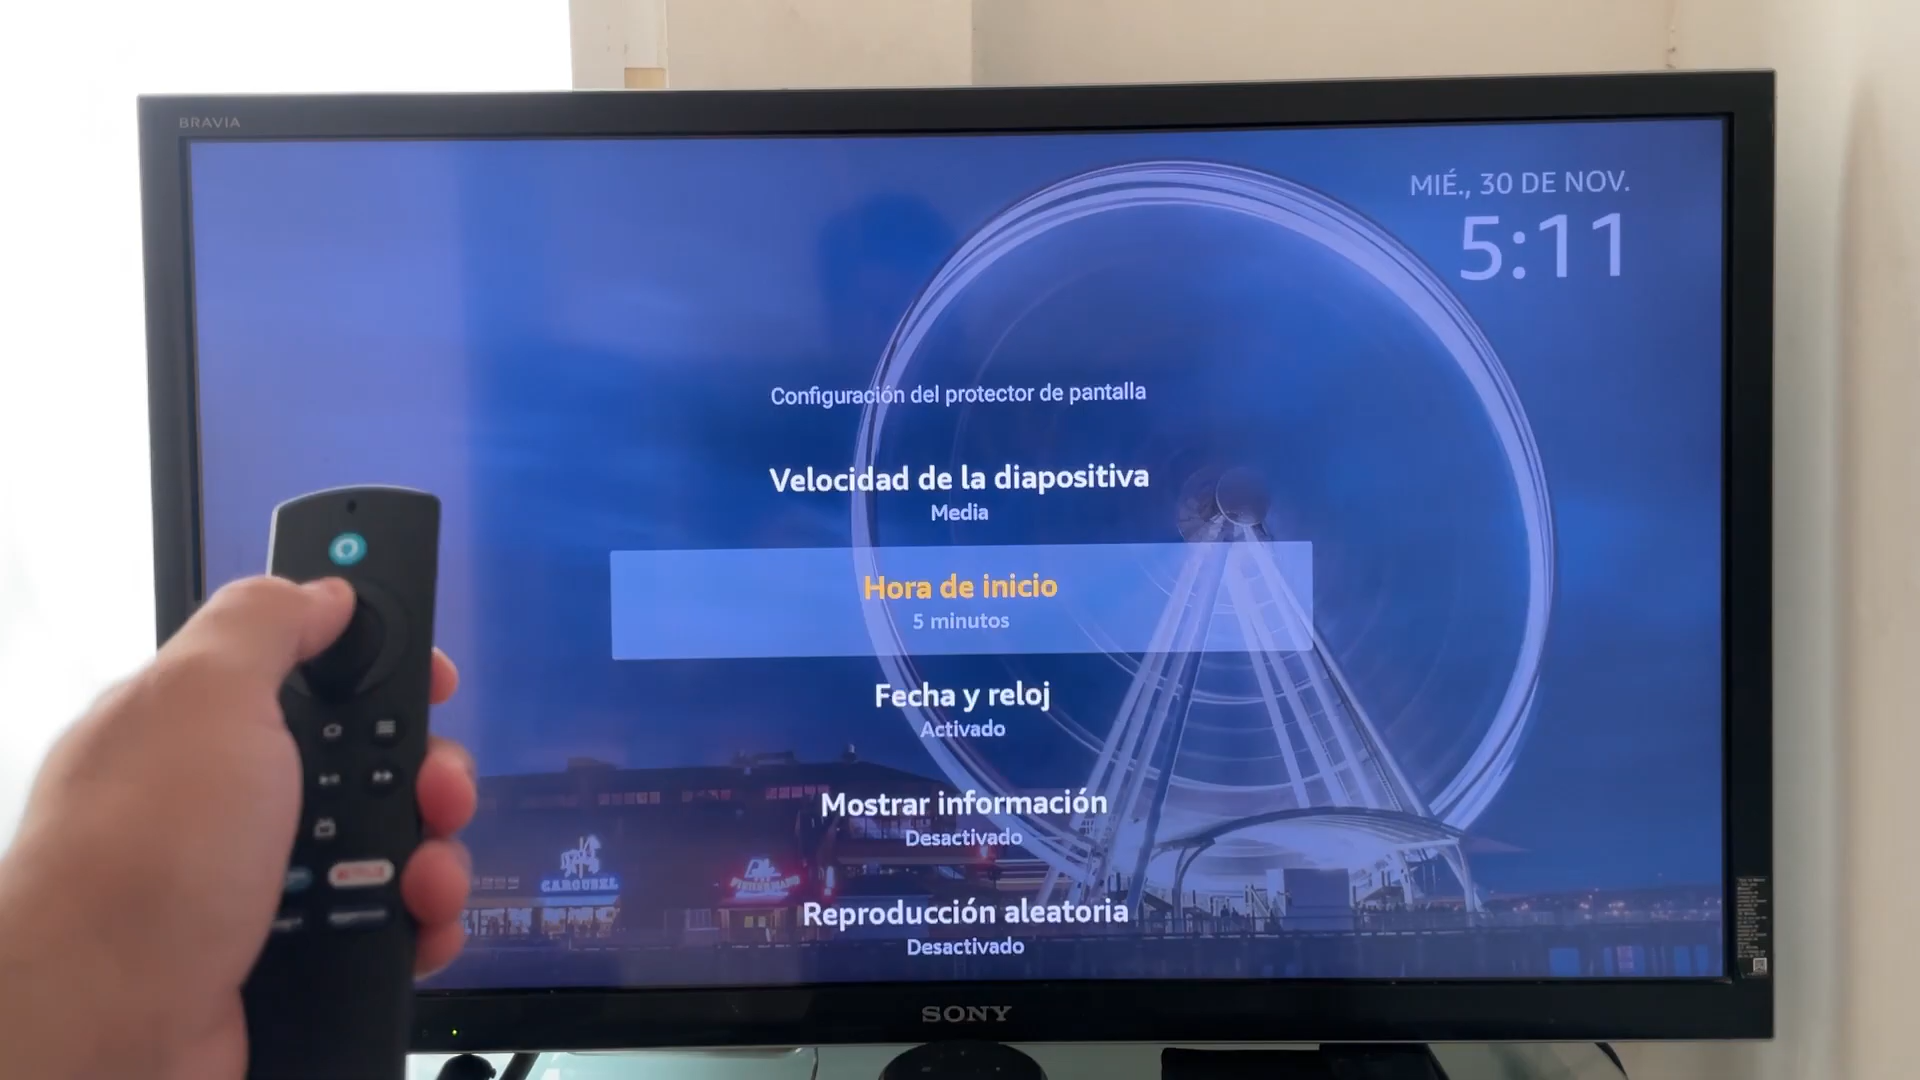 BRAVIA
MIÉ., 30 DE NOV.
5:11
Configuración del protector de pantalla
Velocidad de la diapositiva
Media
Hora de inicio
5 minutos
Fecha y reloj
Activado
Mostrar información
Desactivado
Reproducción aleatoria
Desactivado
CAROUSEL
NETFLIX
SONY